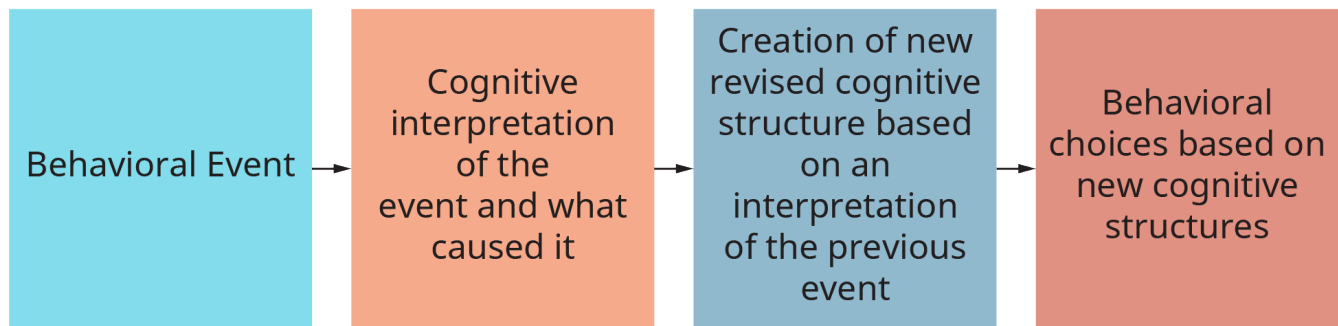 Behavioral Event
Cognitive
interpretation
of the
event and what
caused it
Creation of new
revised cognitive
structure based
on an
interpretation
of the previous
event
Behavioral
choices based on
new cognitive
structures